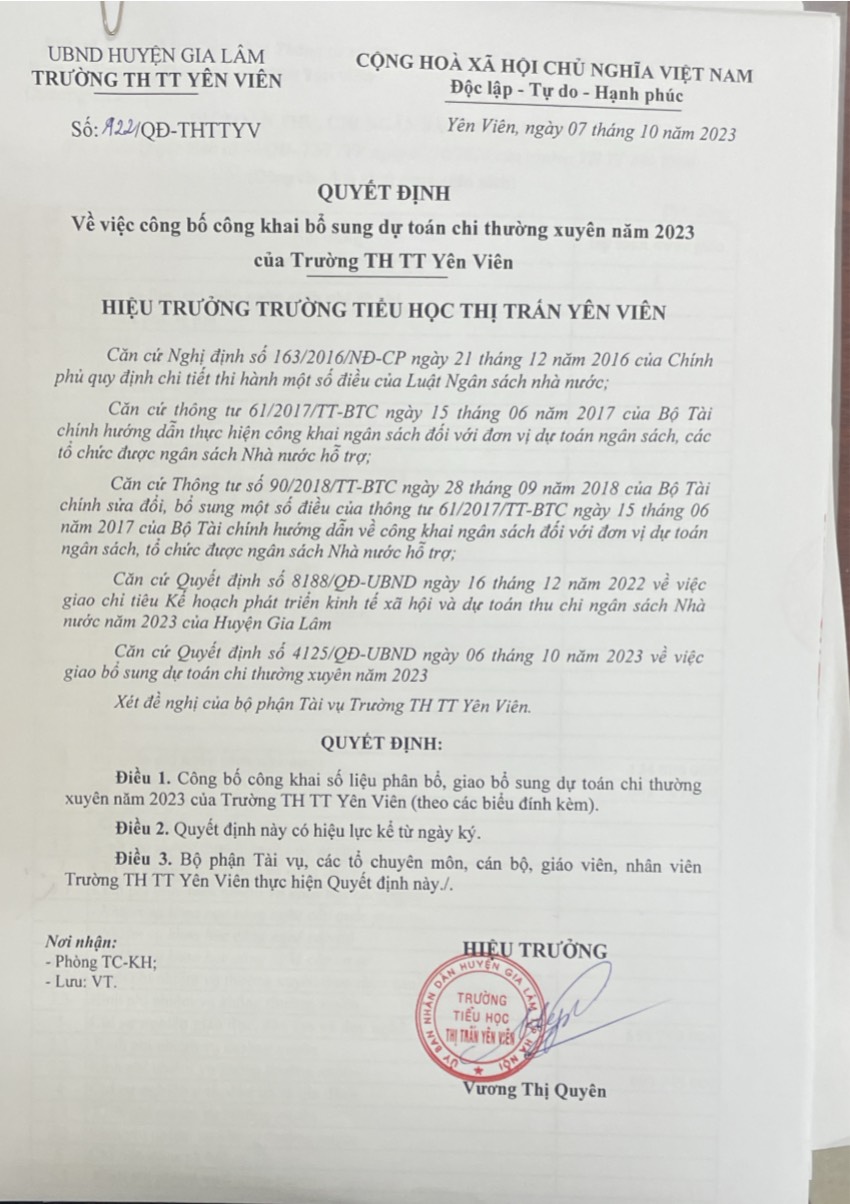 UBND HUYỆN GIA LÂM
TRƯỜNG TH TT YÊN VIÊN
CỘNG HOÀ XÃ HỘI CHỦ NGHĨA VIỆT NAM
Độc lập - Tự do - Hạnh phúc
Số: 122/QĐ-THTTYV
Yên Viên, ngày 07 tháng 10 năm 2023
QUYẾT ĐỊNH
Về việc công bố công khai bổ sung dự toán chi thường xuyên năm 2023
của Trường TH TT Yên Viên
HIỆU TRƯỞNG TRƯỜNG TIỂU HỌC THỊ TRẤN YÊN VIÊN
Căn cứ Nghị định số 163/2016/NĐ-CP ngày 21 tháng 12 năm 2016 của Chính
phủ quy định chi tiết thi hành một số điều của Luật Ngân sách nhà nước;
Căn cứ thông tư 61/2017/TT-BTC ngày 15 tháng 06 năm 2017 của Bộ Tài
chính hướng dẫn thực hiện công khai ngân sách đối với đơn vị dự toán ngân sách, các
tổ chức được ngân sách Nhà nước hỗ trợ;
Căn cứ Thông tư số 90/2018/TT-BTC ngày 28 tháng 09 năm 2018 của Bộ Tài
chính sửa đổi, bổ sung một số điều của thông tư 61/2017/TT-BTC ngày 15 tháng 06
năm 2017 của Bộ Tài chính hướng dẫn về công khai ngân sách đối với đơn vị dự toán
ngân sách, tổ chức được ngân sách Nhà nước hỗ trợ;
Căn cứ Quyết định số 8188/QĐ-UBND ngày 16 tháng 12 năm 2022 về việc
giao chỉ tiêu Kế hoạch phát triển kinh tế xã hội và dự toán thu chi ngân sách Nhà
nước năm 2023 của Huyện Gia Lâm
Căn cứ Quyết định số 4125/QĐ-UBND ngày 06 tháng 10 năm 2023 về việc
giao bổ sung dự toán chi thường xuyên năm 2023
Xét đề nghị của bộ phận Tài vụ Trường TH TT Yên Viên.
QUYẾT ĐỊNH:
Điều 1. Công bố công khai số liệu phân bổ, giao bổ sung dự toán chi thường
xuyên năm 2023 của Trường TH TT Yên Viên (theo các biểu đính kèm).
Điều 2. Quyết định này có hiệu lực kể từ ngày ký.
Điều 3. Bộ phận Tài vụ, các tổ chuyên môn, cán bộ, giáo viên, nhân viên
Trường TH TT Yên Viên thực hiện Quyết định này./.
Nơi nhận:
- Phòng TC-KH;
- Lưu: VT.
HIỆU TRƯỞNG
ỦY BAN NHÂN DÂN HUYỆN GIA LÂM TP HÀ NỘI
TRƯỜNG
TIỂU HỌC
THỊ TRẤN YÊN VIÊN
Vương Thị Quyên